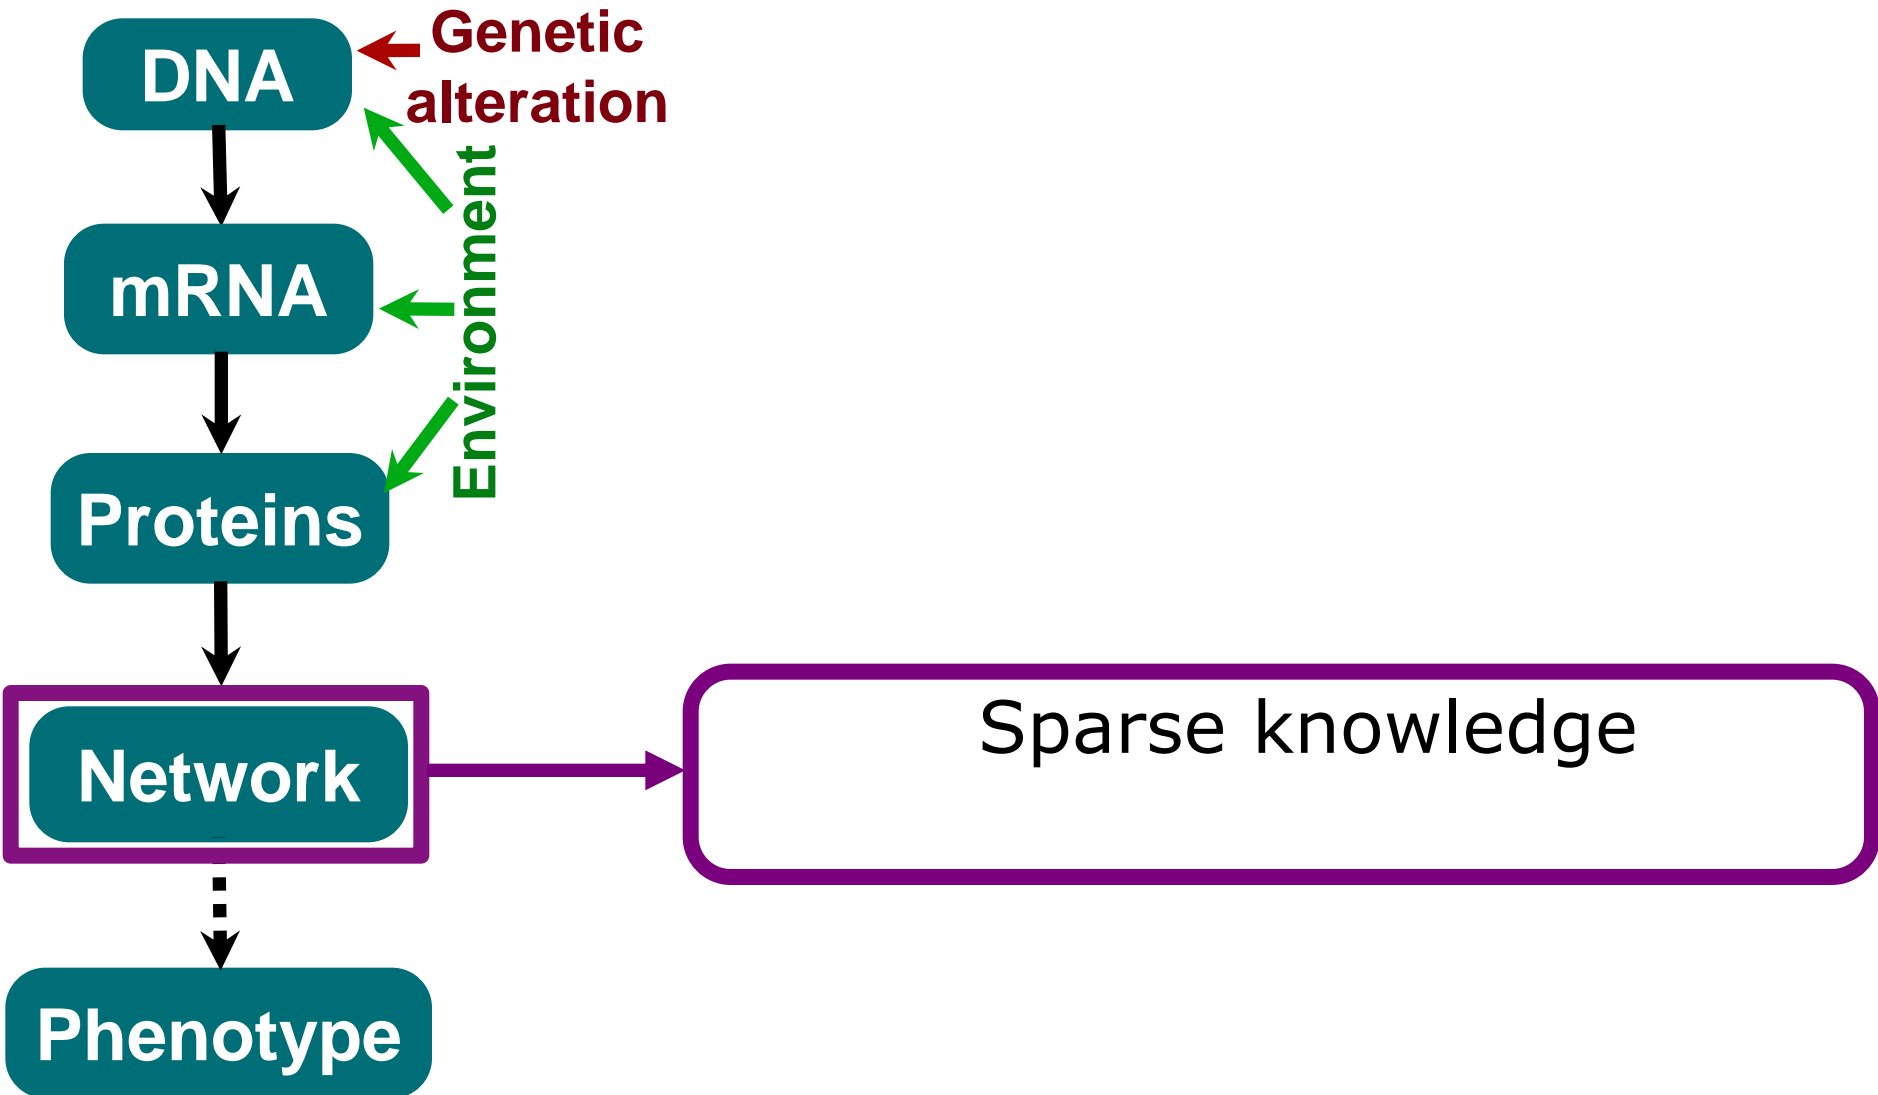 DNA
Genetic
alteration
Environment
mRNA
Proteins
Network
Sparse knowledge
Phenotype